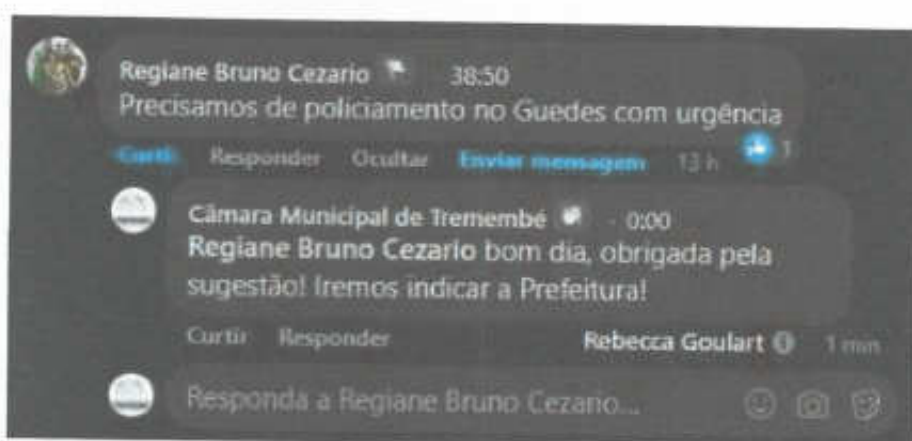 Regiane Bruno Cezario 38:50
Precisamos de policiamento no Guedes com urgência
Curtir Responder Ocultar Enviar mensagem 13 h 1
Câmara Municipal de Tremembé · 0:00
Regiane Bruno Cezario bom dia, obrigada pela
sugestão! Iremos indicar a Prefeitura!
Curtir Responder Rebecca Goulart 1 min
Responda a Regiane Bruno Cezario...